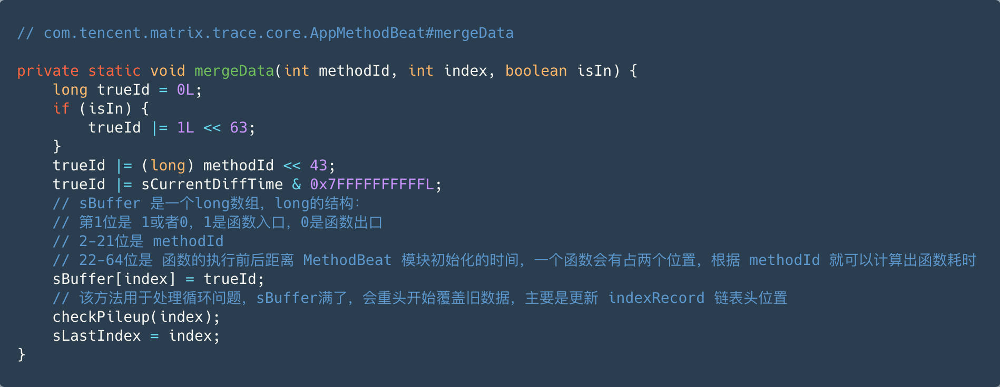 // com.tencent.matrix.trace.core.AppMethodBeat#mergeData
private static void mergeData(int methodId, int index, boolean isIn) {
    long trueId = 0L;
    if (isIn) {
        trueId |= 1L << 63;
    }
    trueId |= (long) methodId << 43;
    trueId |= sCurrentDiffTime & 0x7FFFFFFFFFFL;
    // sBuffer 是一个long数组，long的结构：
    // 第1位是 1或者0，1是函数入口，0是函数出口
    // 2-21位是 methodId
    // 22-64位是 函数的执行前后距离 MethodBeat 模块初始化的时间，一个函数会有占两个位置，根据 methodId 就可以计算出函数耗时
    sBuffer[index] = trueId;
    // 该方法用于处理循环问题，sBuffer满了，会重头开始覆盖旧数据，主要是更新 indexRecord 链表头位置
    checkPileup(index);
    sLastIndex = index;
}